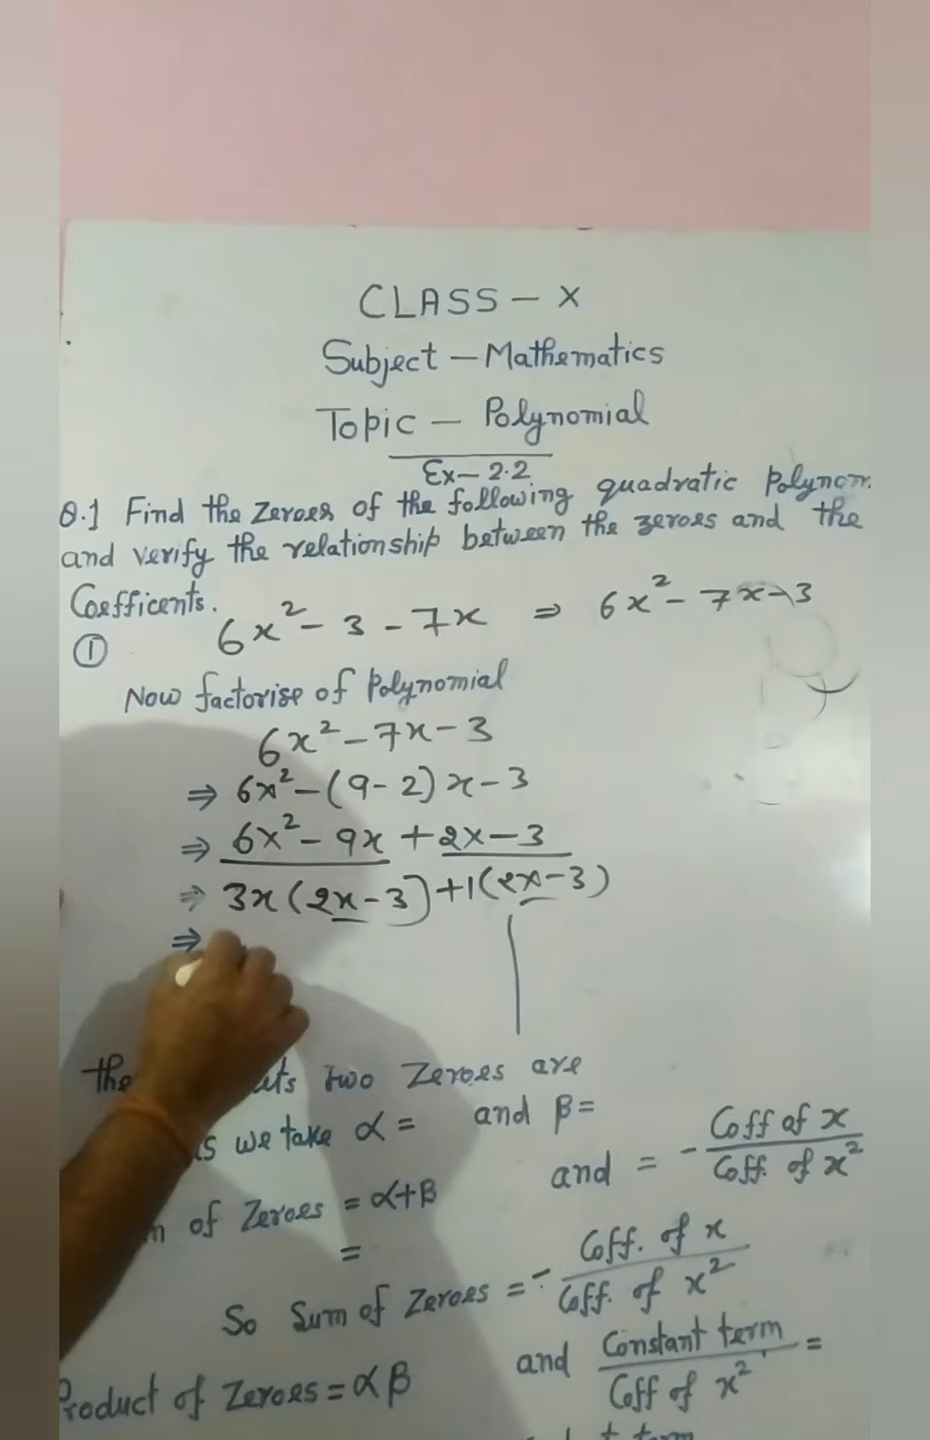 CLASS - X
Subject - Mathematics
Topic - Polynomial
Ex- 2.2
Q.1 Find the Zeroes of the following quadratic Polynom
and verify the relationship between the zeroes and the
Coefficents.
① 6x² - 3 - 7x ⇒ 6x² - 7x - 3
Now factorise of Polynomial
6x² - 7x - 3
⇒ 6x² - (9 - 2) x - 3
⇒ 6x² - 9x + 2x - 3
⇒ 3x (2x - 3) + 1 (2x - 3)
⇒
the two Zeroes are
we take α = and β =
of Zeroes = α+β and = - Coff of x / Coff. of x²
=
So Sum of Zeroes = - Coff. of x / Coff. of x²
Product of Zeroes = α β and Constant term / Coff of x² =
term